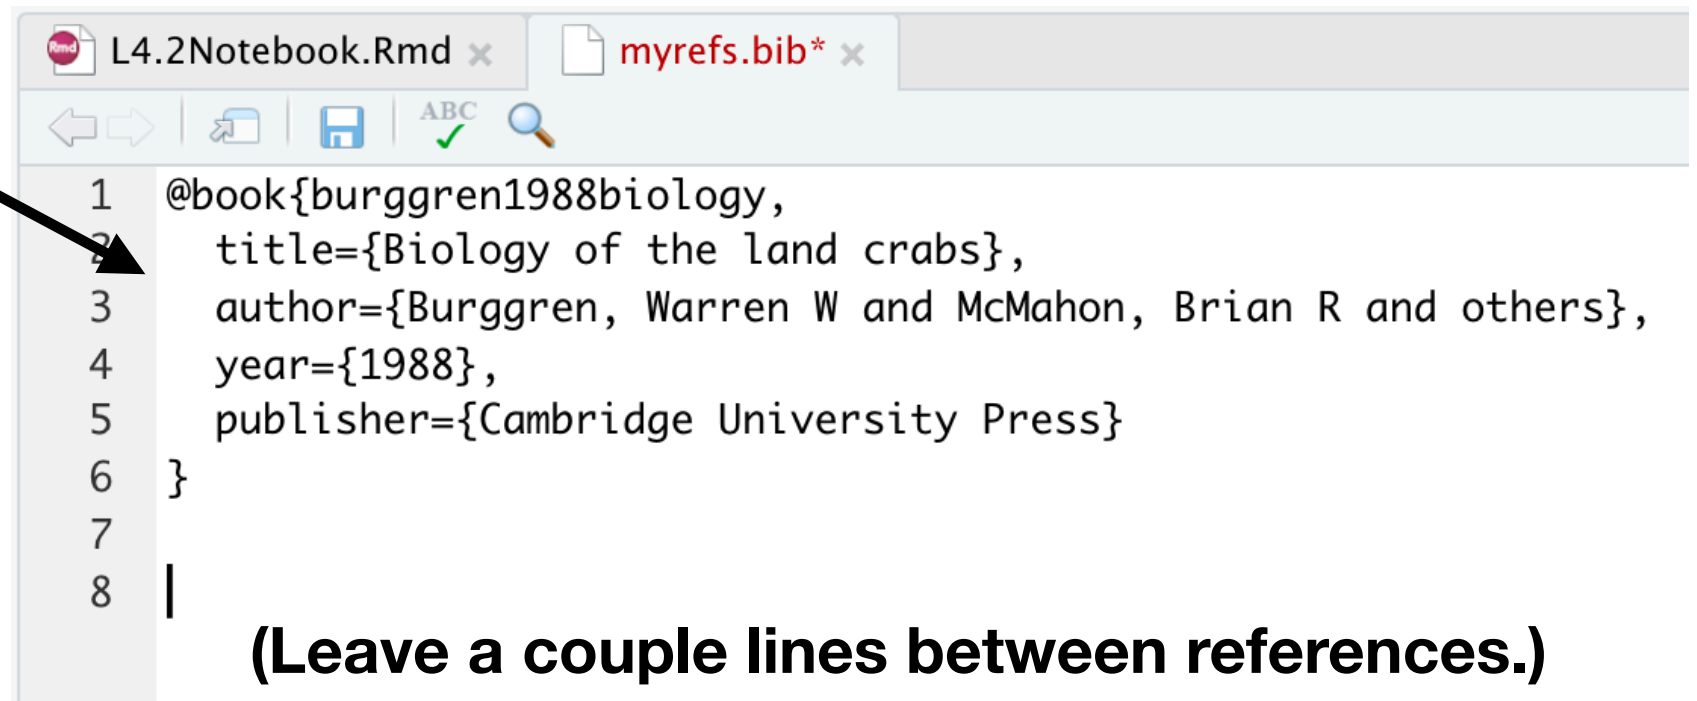 Rmd L4.2Notebook.Rmd × myrefs.bib* ×
ABC
1 @book{burggren1988biology,
2   title={Biology of the land crabs},
3   author={Burggren, Warren W and McMahon, Brian R and others},
4   year={1988},
5   publisher={Cambridge University Press}
6 }
7
8
(Leave a couple lines between references.)